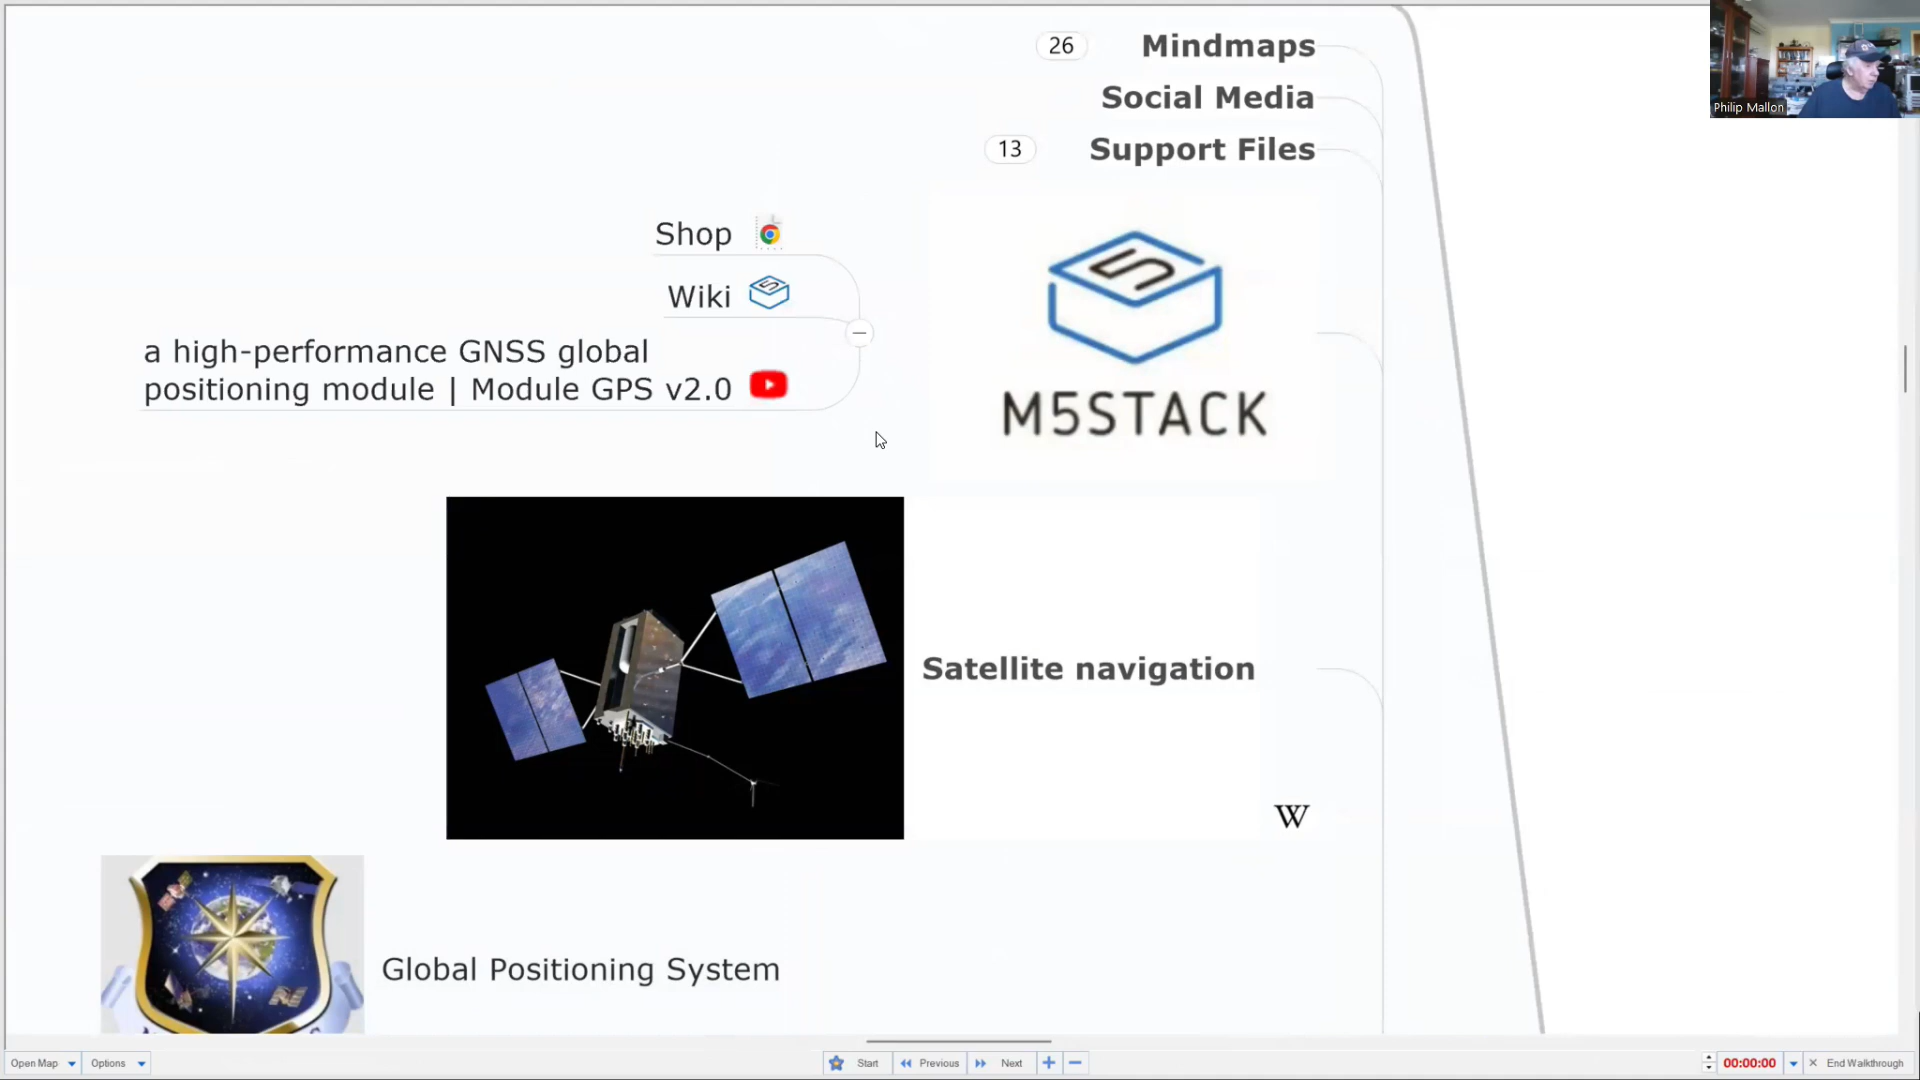 26 Mindmaps
Social Media
13 Support Files
Philip Mallon
Shop
Wiki
a high-performance GNSS global
positioning module | Module GPS v2.0
5
M5STACK
Satellite navigation
W
Global Positioning System
Open Map Options Start Previous Next 00:00:00 End Walkthrough